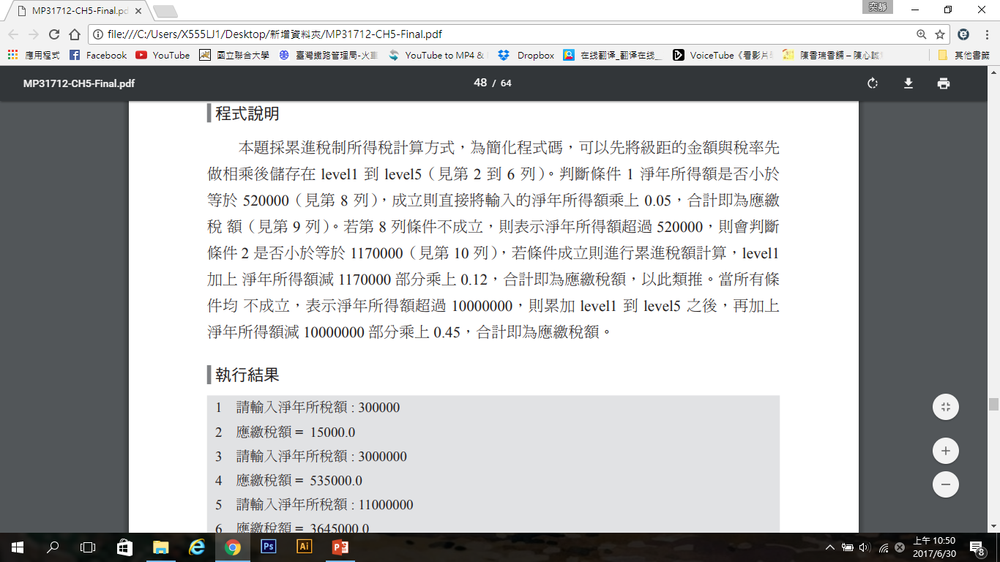 MP31712-CH5-Final.pd
奕靜
file:///C:/Users/X555LJ1/Desktop/新增資料夾/MP31712-CH5-Final.pdf
應用程式 Facebook YouTube 國立聯合大學 臺灣鐵路管理局-火車 YouTube to MP4 & Dropbox 在线翻译_翻译在线_ VoiceTube《看影片 陳香瑞香舖 – 陳心誠 其他書籤
MP31712-CH5-Final.pdf 48 / 64
程式說明
本題採累進稅制所得稅計算方式，為簡化程式碼，可以先將級距的金額與稅率先
做相乘後儲存在 level1 到 level5（見第 2 到 6 列）。判斷條件 1 淨年所得額是否小於
等於 520000（見第 8 列），成立則直接將輸入的淨年所得額乘上 0.05，合計即為應繳
稅 額（見第 9 列）。若第 8 列條件不成立，則表示淨年所得額超過 520000，則會判斷
條件 2 是否小於等於 1170000（見第 10 列），若條件成立則進行累進稅額計算，level1
加上 淨年所得額減 1170000 部分乘上 0.12，合計即為應繳稅額，以此類推。當所有條
件均 不成立，表示淨年所得額超過 10000000，則累加 level1 到 level5 之後，再加上
淨年所得額減 10000000 部分乘上 0.45，合計即為應繳稅額。
執行結果
1 請輸入淨年所稅額 : 300000
2 應繳稅額 = 15000.0
3 請輸入淨年所稅額 : 3000000
4 應繳稅額 = 535000.0
5 請輸入淨年所稅額 : 11000000
6 應繳稅額 = 3645000.0
Ps Ai
上午 10:50
2017/6/30
8